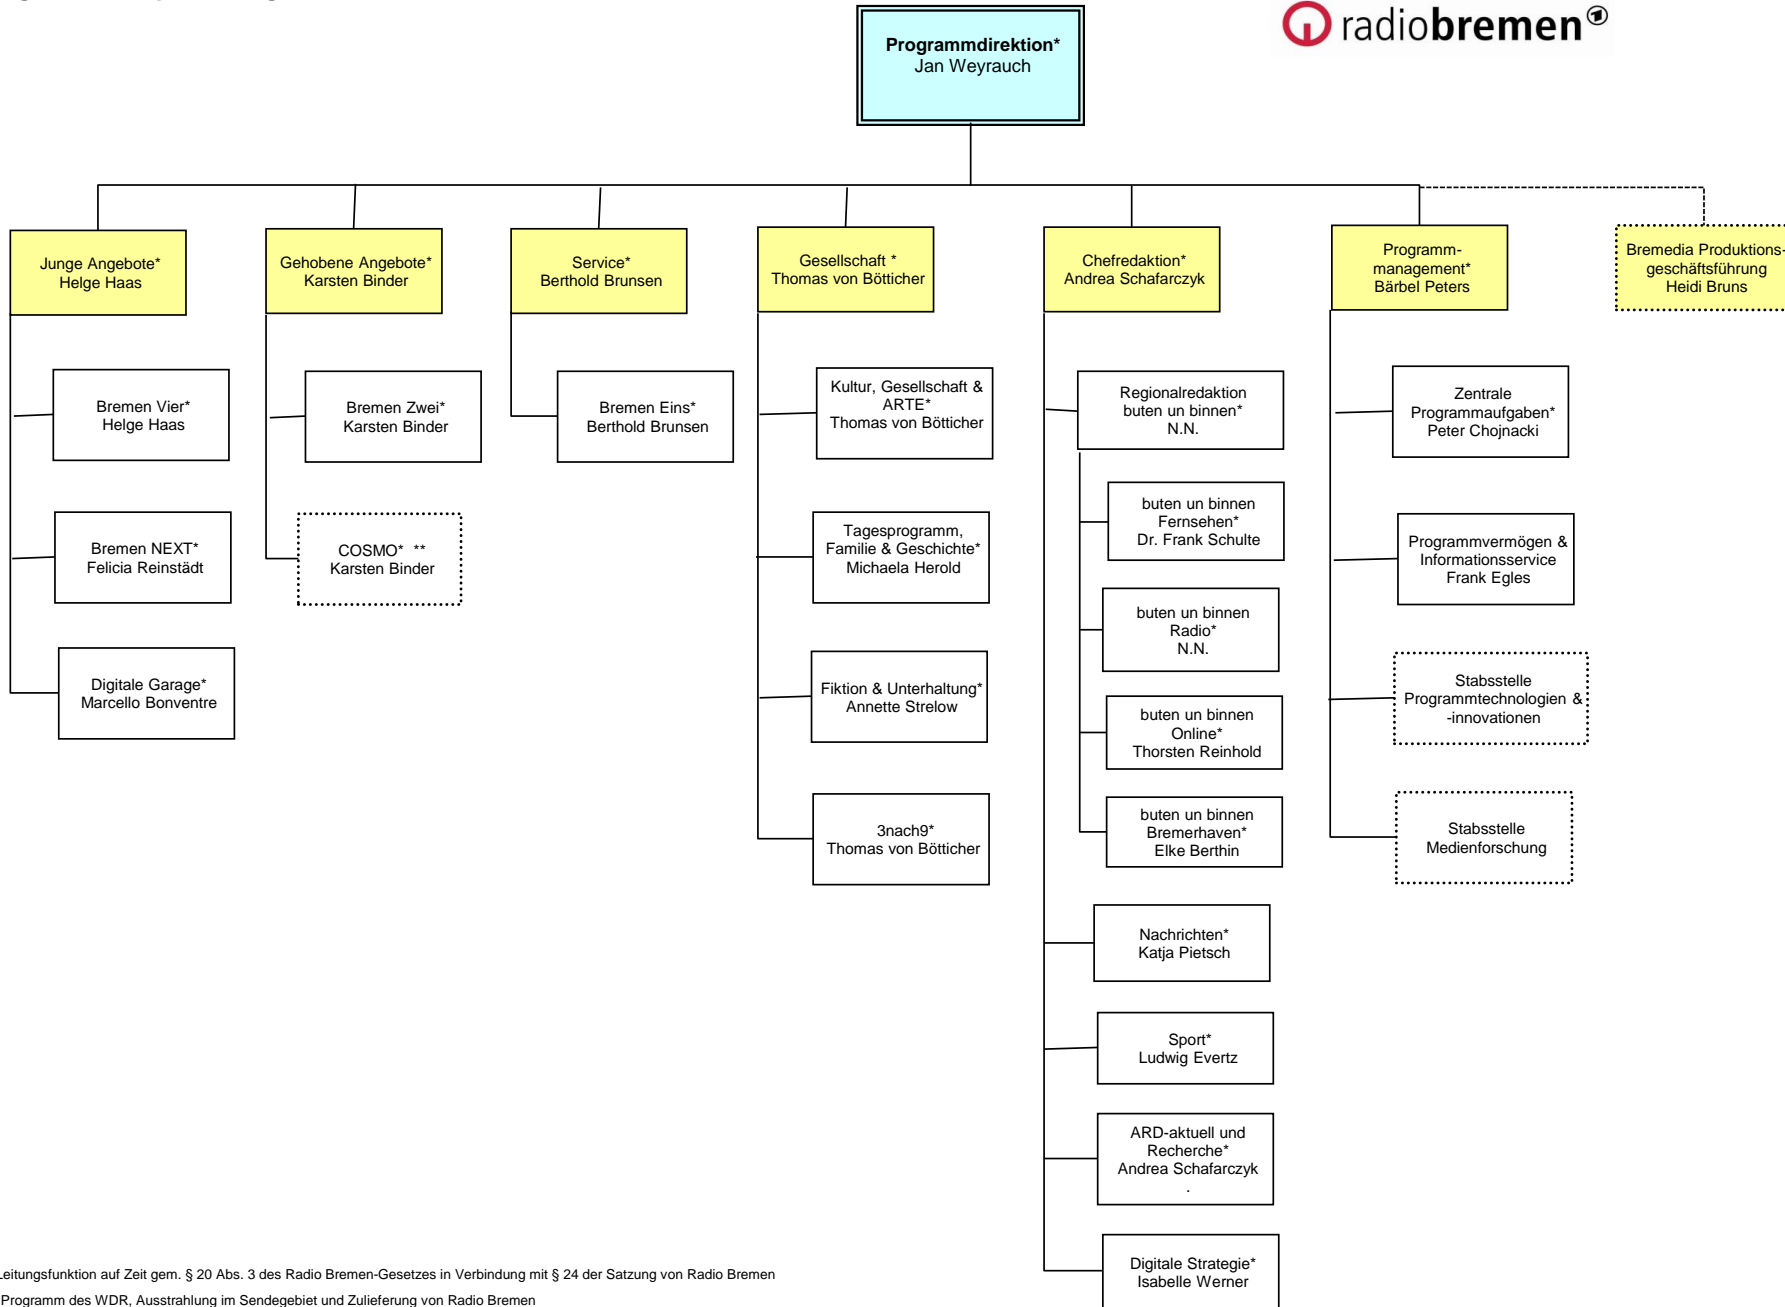 radiobremen
Programmdirektion*
Jan Weyrauch
Junge Angebote*
Helge Haas
Gehobene Angebote*
Karsten Binder
Service*
Berthold Brunsen
Gesellschaft *
Thomas von Bötticher
Chefredaktion*
Andrea Schafarczyk
Programm-
management*
Bärbel Peters
Bremedia Produktions-
geschäftsführung
Heidi Bruns
Bremen Vier*
Helge Haas
Bremen NEXT*
Felicia Reinstädt
Digitale Garage*
Marcello Bonventre
Bremen Zwei*
Karsten Binder
COSMO* **
Karsten Binder
Bremen Eins*
Berthold Brunsen
Kultur, Gesellschaft &
ARTE*
Thomas von Bötticher
Tagesprogramm,
Familie & Geschichte*
Michaela Herold
Fiktion & Unterhaltung*
Annette Strelow
3nach9*
Thomas von Bötticher
Regionalredaktion
buten un binnen*
N.N.
buten un binnen
Fernsehen*
Dr. Frank Schulte
buten un binnen
Radio*
N.N.
buten un binnen
Online*
Thorsten Reinhold
buten un binnen
Bremerhaven*
Elke Berthin
Nachrichten*
Katja Pietsch
Sport*
Ludwig Evertz
ARD-aktuell und
Recherche*
Andrea Schafarczyk
.
Digitale Strategie*
Isabelle Werner
Zentrale
Programmaufgaben*
Peter Chojnacki
Programmvermögen &
Informationsservice
Frank Egles
Stabsstelle
Programmtechnologien &
-innovationen
Stabsstelle
Medienforschung
Leitungsfunktion auf Zeit gem. § 20 Abs. 3 des Radio Bremen-Gesetzes in Verbindung mit § 24 der Satzung von Radio Bremen
Programm des WDR, Ausstrahlung im Sendegebiet und Zulieferung von Radio Bremen